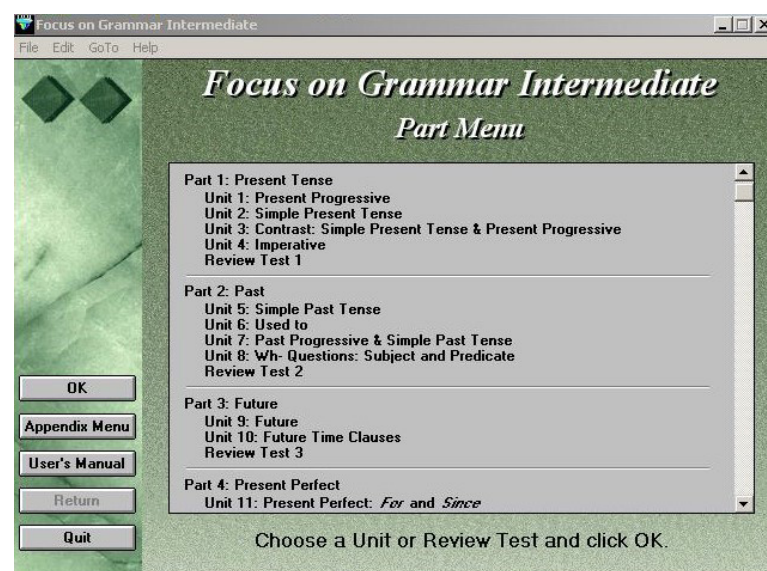 Focus on Grammar Intermediate
File Edit GoTo Help
Focus on Grammar Intermediate
Part Menu
Part 1: Present Tense
Unit 1: Present Progressive
Unit 2: Simple Present Tense
Unit 3: Contrast: Simple Present Tense & Present Progressive
Unit 4: Imperative
Review Test 1
Part 2: Past
Unit 5: Simple Past Tense
Unit 6: Used to
Unit 7: Past Progressive & Simple Past Tense
Unit 8: Wh- Questions: Subject and Predicate
Review Test 2
Part 3: Future
Unit 9: Future
Unit 10: Future Time Clauses
Review Test 3
Part 4: Present Perfect
Unit 11: Present Perfect: For and Since
OK
Appendix Menu
User's Manual
Return
Quit
Choose a Unit or Review Test and click OK.